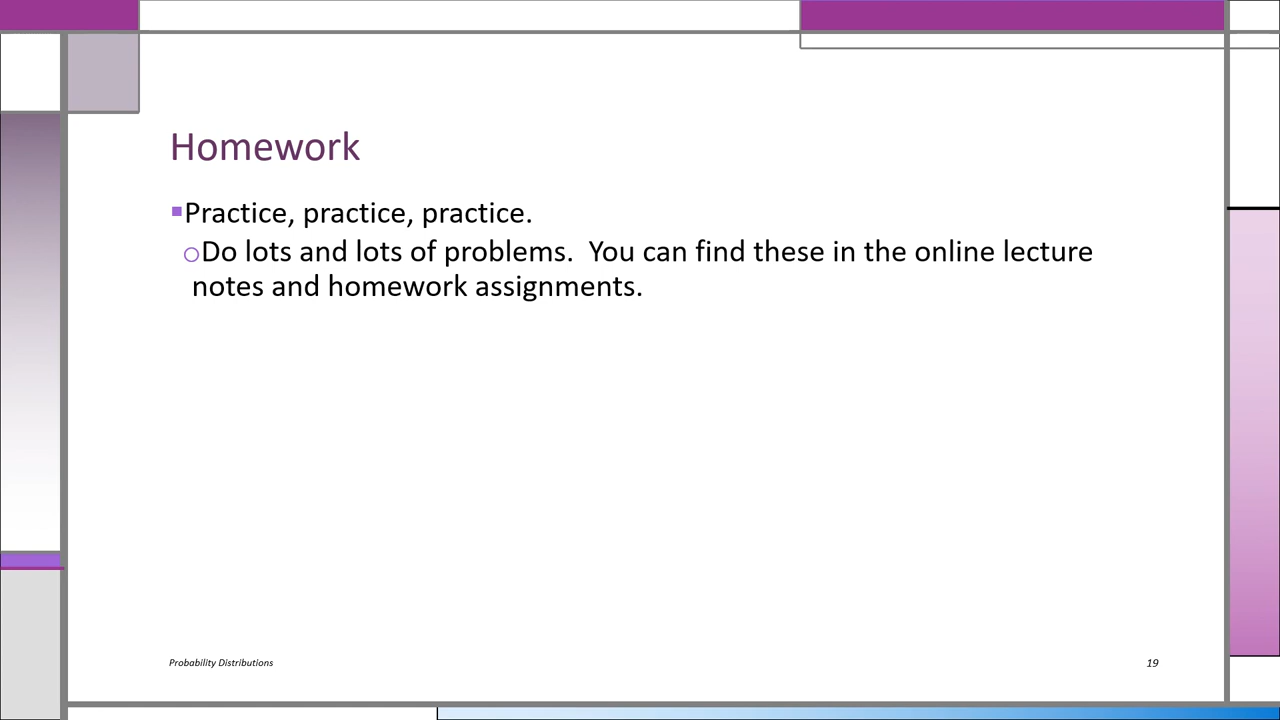 Homework
Practice, practice, practice.
Do lots and lots of problems.  You can find these in the online lecture
notes and homework assignments.
Probability Distributions
19